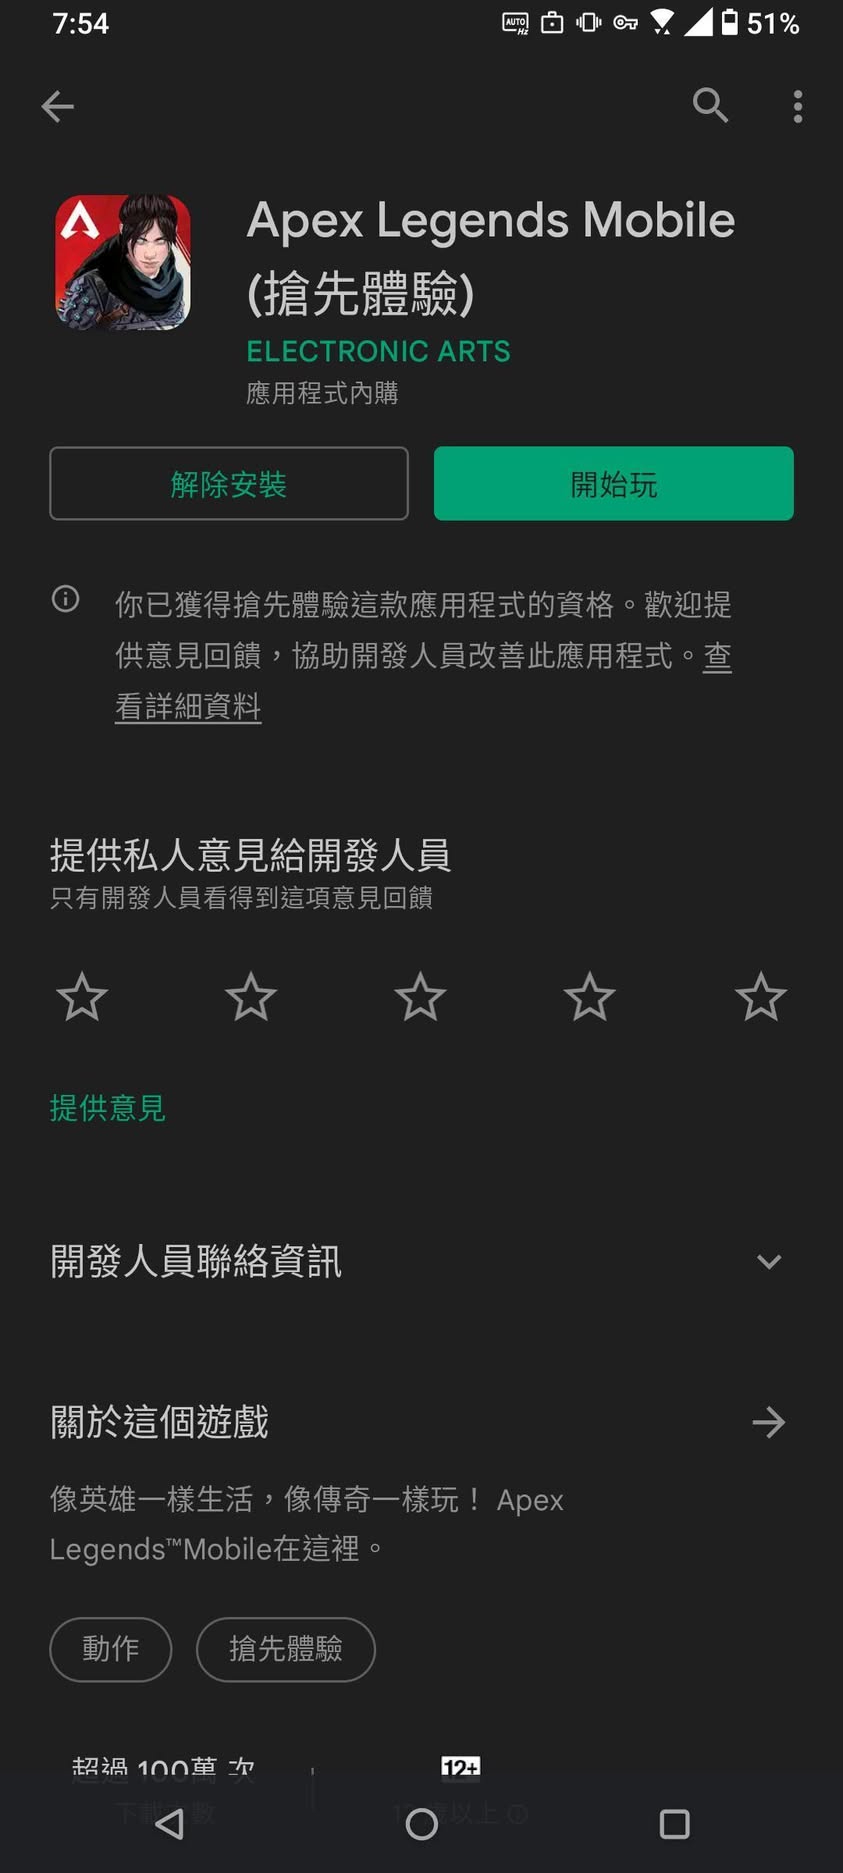 7:54
AUTO Hz
51%
Apex Legends Mobile
(搶先體驗)
ELECTRONIC ARTS
應用程式內購
解除安裝
開始玩
你已獲得搶先體驗這款應用程式的資格。歡迎提
供意見回饋，協助開發人員改善此應用程式。查
看詳細資料
提供私人意見給開發人員
只有開發人員看得到這項意見回饋
提供意見
開發人員聯絡資訊
關於這個遊戲
像英雄一樣生活，像傳奇一樣玩！ Apex
Legends™Mobile在這裡。
動作
搶先體驗
超過 100萬 次
12+